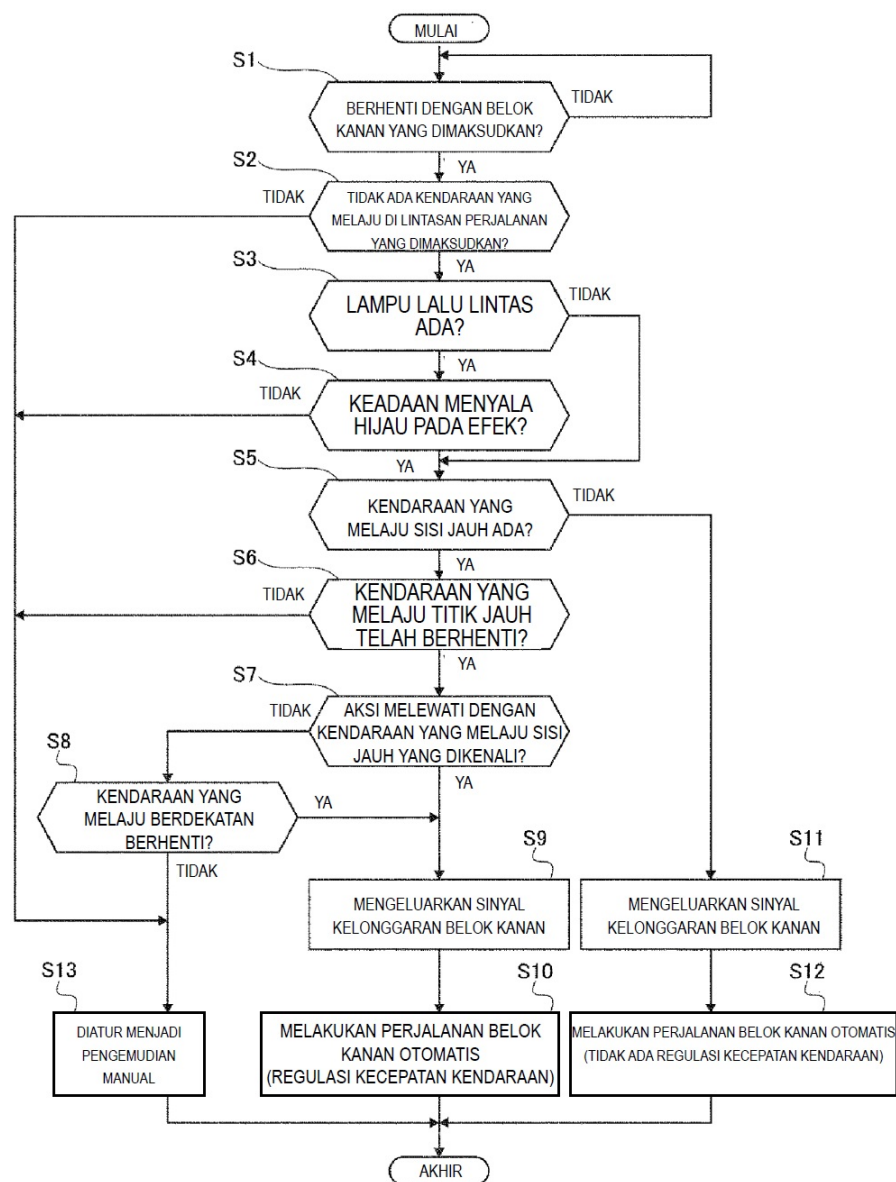 MULAI
S1
BERHENTI DENGAN BELOK
KANAN YANG DIMAKSUDKAN?
TIDAK
YA
S2
TIDAK
TIDAK ADA KENDARAAN YANG
MELAJU DI LINTASAN PERJALANAN
YANG DIMAKSUDKAN?
YA
S3
LAMPU LALU LINTAS
ADA?
TIDAK
YA
S4
TIDAK
KEADAAN MENYALA
HIJAU PADA EFEK?
YA
S5
KENDARAAN YANG
MELAJU SISI JAUH ADA?
TIDAK
YA
S6
TIDAK
KENDARAAN YANG
MELAJU TITIK JAUH
TELAH BERHENTI?
YA
S7
TIDAK
AKSI MELEWATI DENGAN
KENDARAAN YANG MELAJU SISI
JAUH YANG DIKENALI?
YA
S8
KENDARAAN YANG
MELAJU BERDEKATAN
BERHENTI?
YA
TIDAK
S9
MENGELUARKAN SINYAL
KELONGGARAN BELOK KANAN
S11
MENGELUARKAN SINYAL
KELONGGARAN BELOK KANAN
S13
DIATUR MENJADI
PENGEMUDIAN
MANUAL
S10
MELAKUKAN PERJALANAN BELOK
KANAN OTOMATIS
(REGULASI KECEPATAN KENDARAAN)
S12
MELAKUKAN PERJALANAN BELOK KANAN OTOMATIS
(TIDAK ADA REGULASI KECEPATAN KENDARAAN)
AKHIR